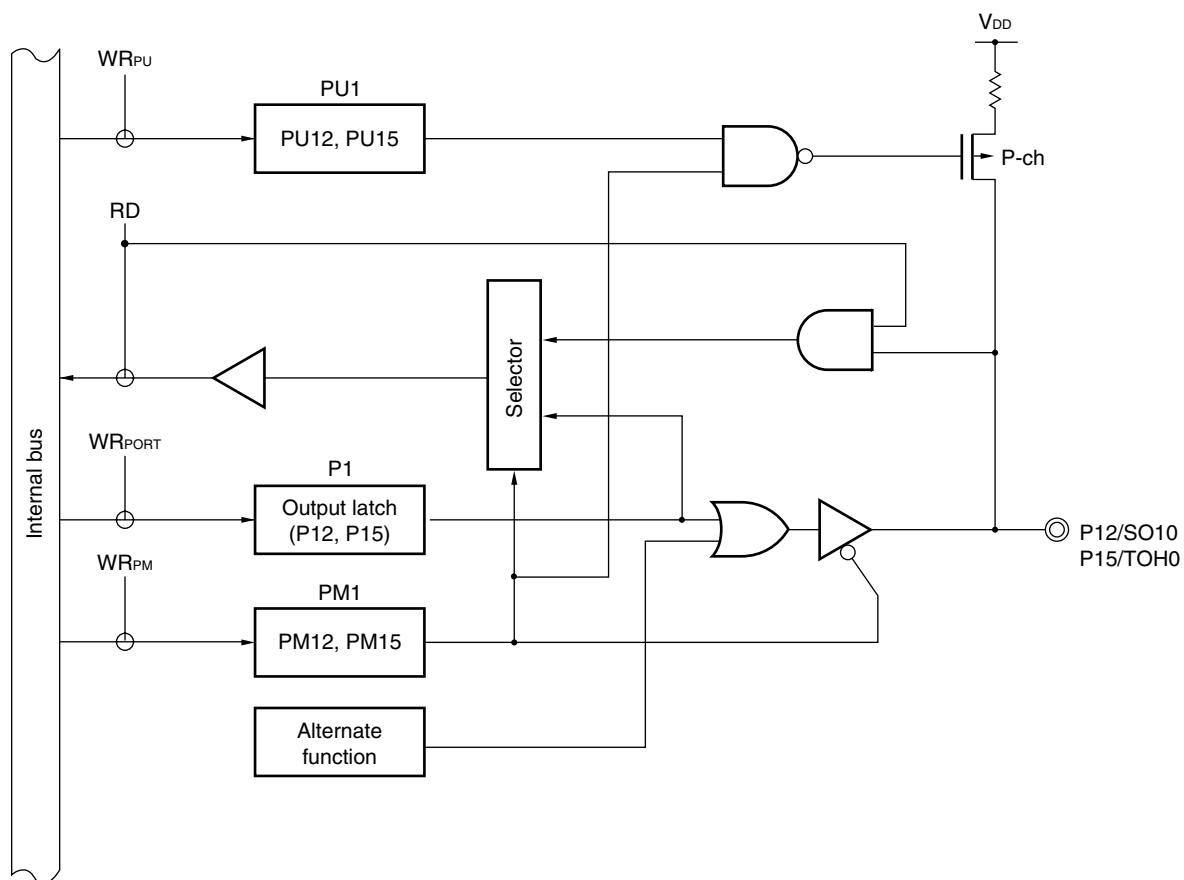 VDD
WRPU
PU1
PU12, PU15
P-ch
RD
Selector
Internal bus
WRPORT
P1
Output latch
(P12, P15)
P12/SO10
P15/TOH0
WRPM
PM1
PM12, PM15
Alternate
function